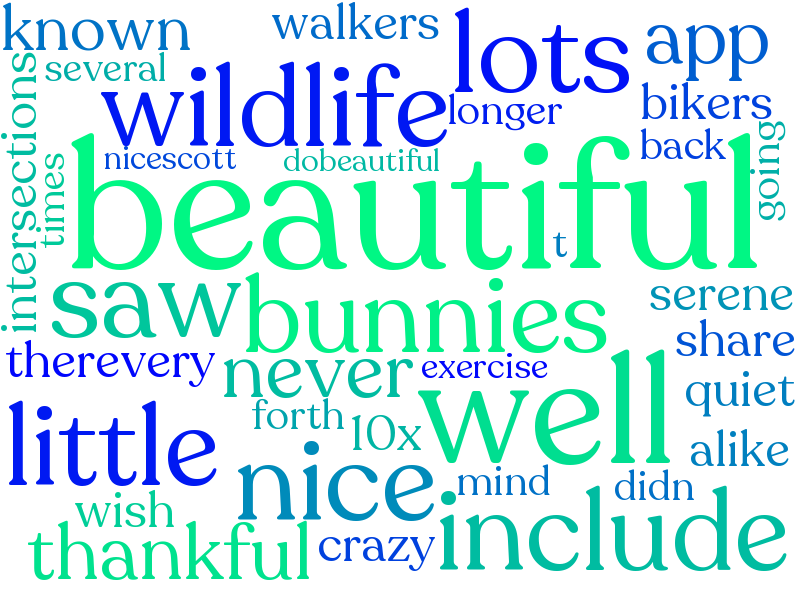 known
walkers
lots
app
several
wildlife
longer
bikers
intersections
times
nicescott
dobeautiful
back
going
beautiful
t
saw
bunnies
serene
therevery
never
exercise
share
little
forth
10x
well
quiet
nice
mind
didn
alike
wish
thankful
crazy
include